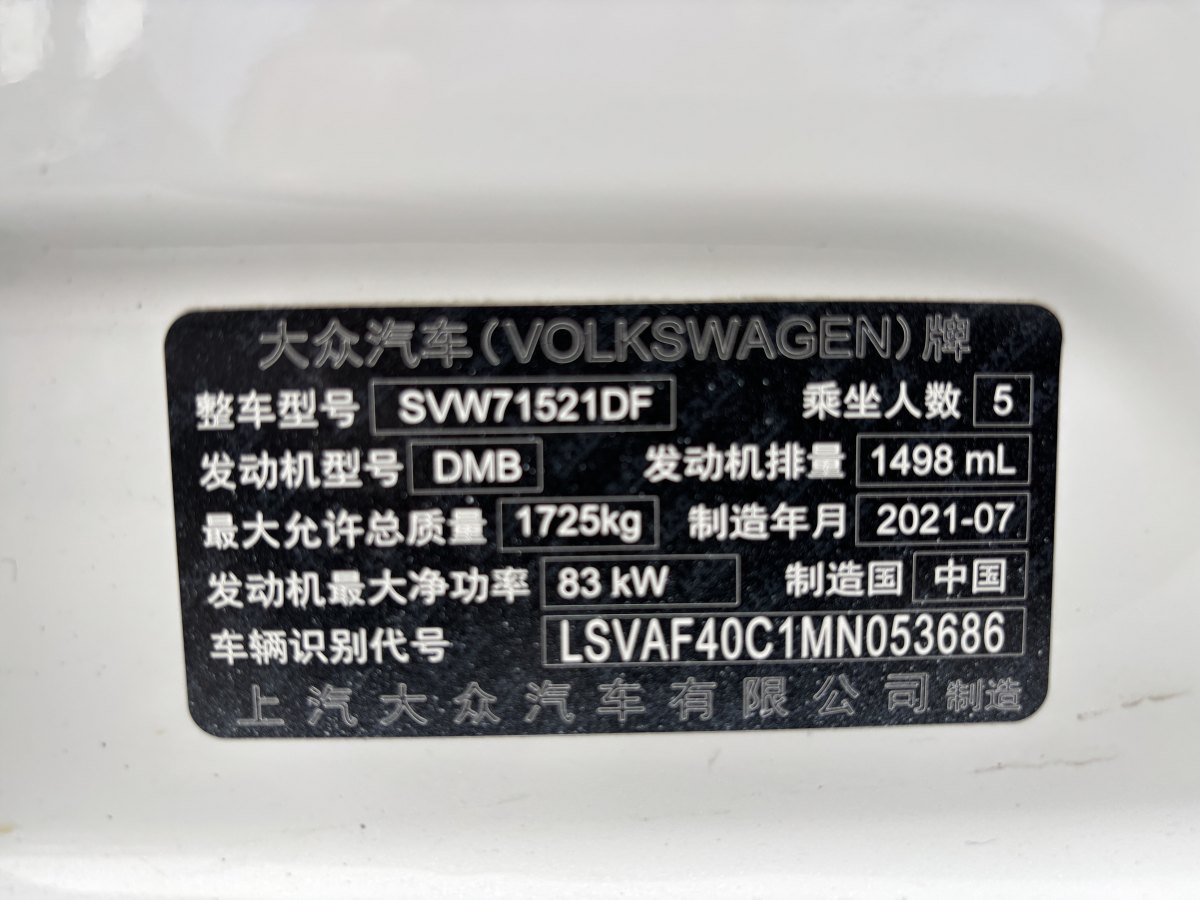 大众汽车(VOLKSWAGEN)牌
整车型号 SVW71521DF 乘坐人数 5
发动机型号 DMB 发动机排量 1498 mL
最大允许总质量 1725kg 制造年月 2021-07
发动机最大净功率 83 kW 制造国 中国
车辆识别代号 LSVAF40C1MN053686
上汽大众汽车有限公司 制造